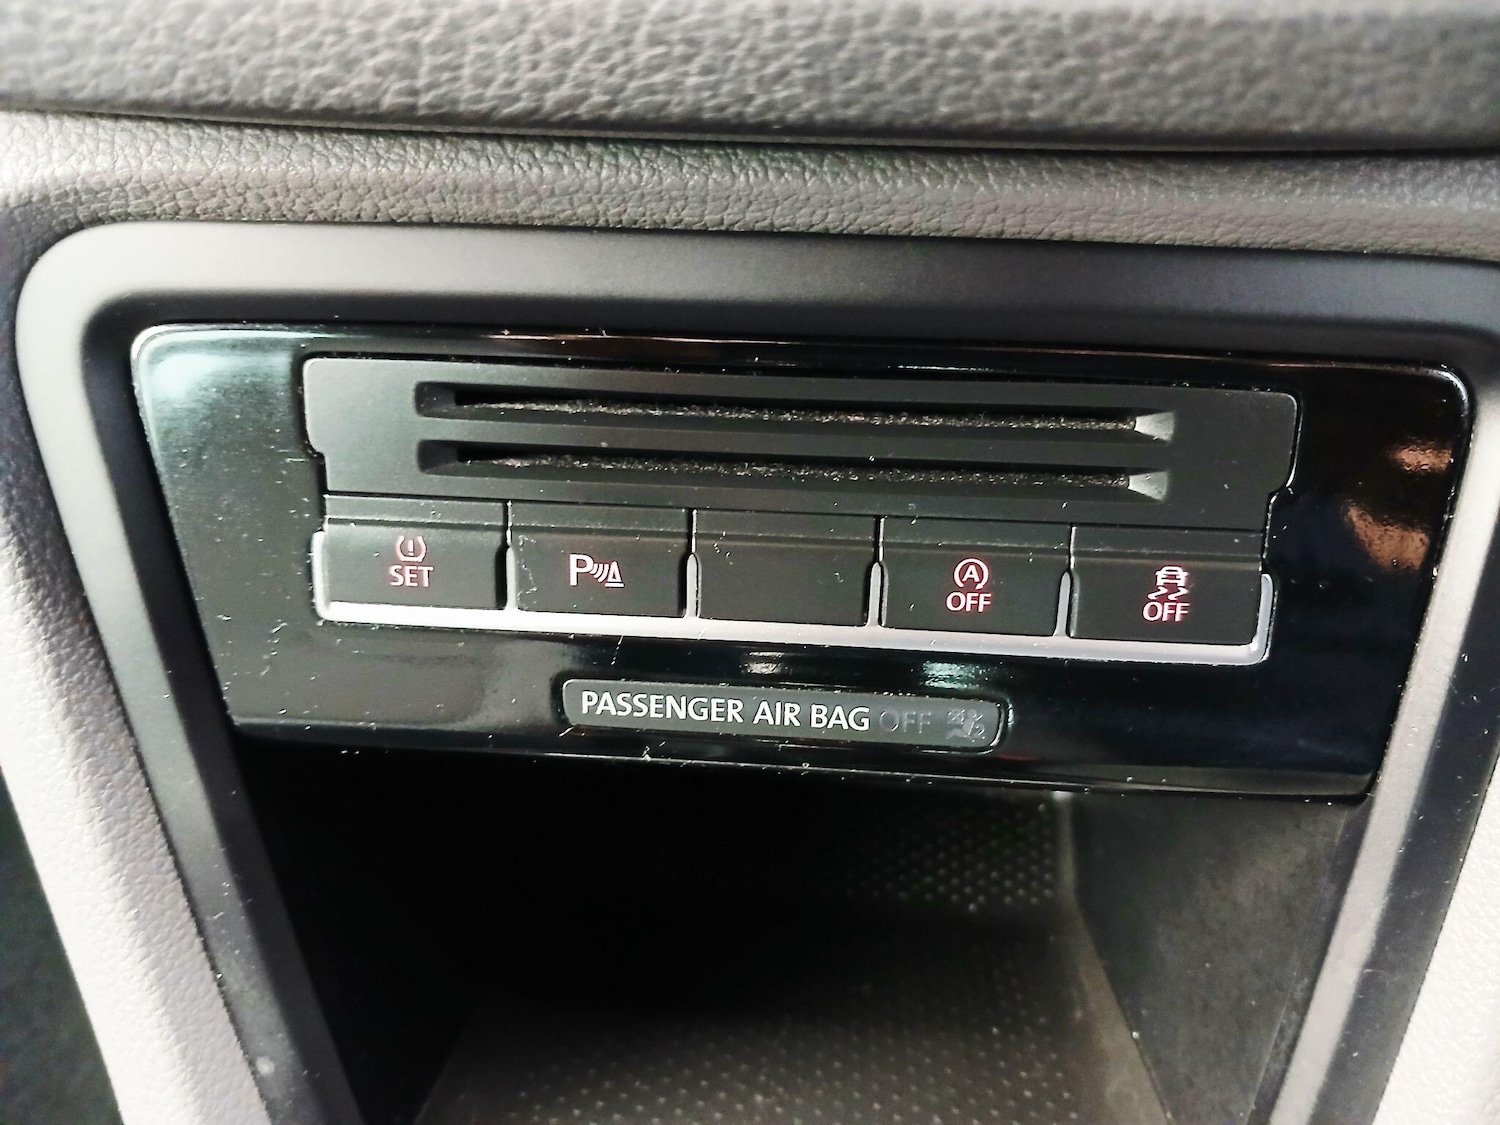 SET
P
A
OFF
OFF
PASSENGER AIR BAG OFF